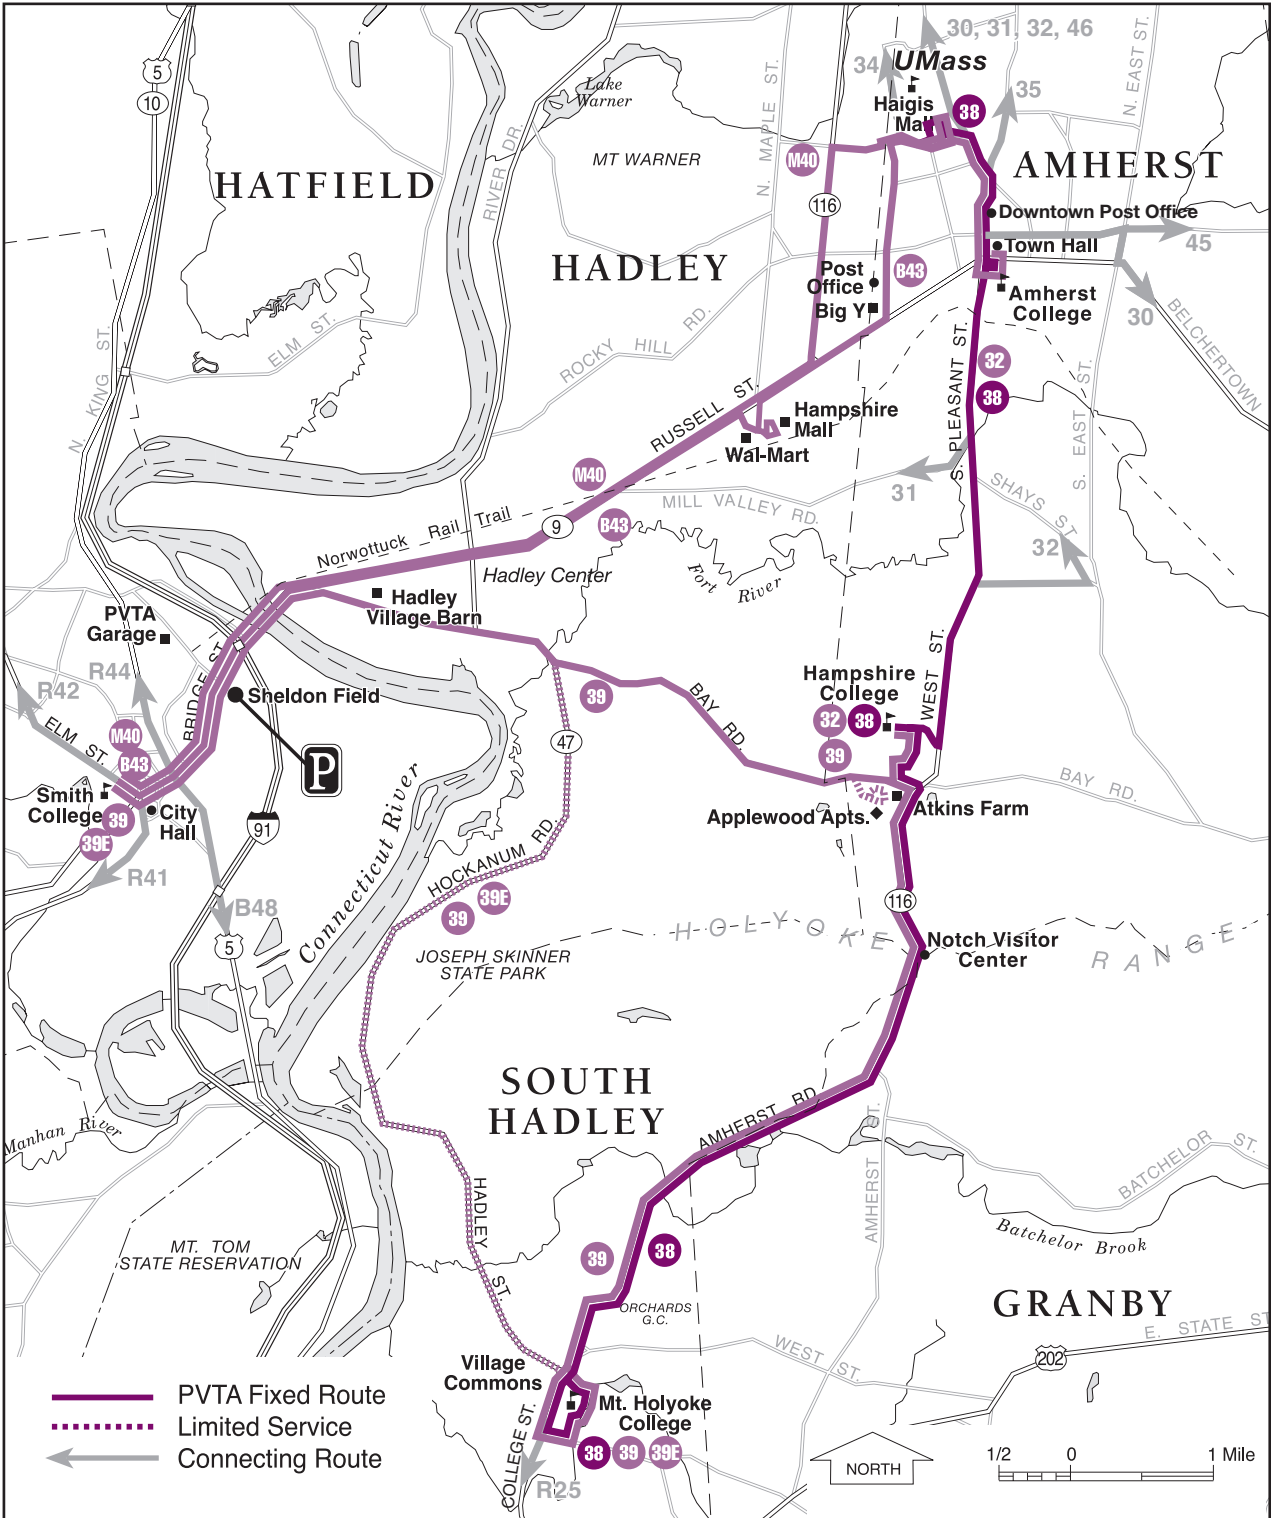 30, 31, 32, 46
UMass
34
35
Haigis
Mall
38
N. EAST ST.
N. MAPLE ST.
5
10
Lake
Warner
RIVER DR.
MT WARNER
M40
AMHERST
HATFIELD
116
Downtown Post Office
Town Hall
45
HADLEY
Post
Office
B43
Big Y
Amherst
College
30
BELCHERTOWN
ELM ST.
N. KING ST.
ROCKY HILL RD.
S. PLEASANT ST.
32
38
S. EAST ST.
RUSSELL ST.
Hampshire
Mall
Wal-Mart
M40
31
MILL VALLEY RD.
SHAYS ST.
32
B43
9
Norwottuck Rail Trail
Hadley Center
Fort River
Hadley
Village Barn
PVTA
Garage
R44
R42
BRIDGE ST.
Sheldon Field
P
ELM ST.
M40
B43
Smith
College
39
39E
City
Hall
R41
91
B48
5
39
BAY RD.
47
WEST ST.
Hampshire
College
32
38
39
BAY RD.
Applewood Apts.
Atkins Farm
HOCKANUM RD.
39
39E
Connecticut River
116
HOLYOKE RANGE
Notch Visitor
Center
JOSEPH SKINNER
STATE PARK
SOUTH
HADLEY
AMHERST RD.
AMHERST ST.
BATCHELOR ST.
Batchelor Brook
Manhan River
MT. TOM
STATE RESERVATION
HADLEY ST.
39
38
ORCHARDS
G.C.
GRANBY
E. STATE ST
202
WEST ST.
Village
Commons
Mt. Holyoke
College
38
39
39E
COLLEGE ST.
R25
PVTA Fixed Route
Limited Service
Connecting Route
NORTH
1/2 0 1 Mile